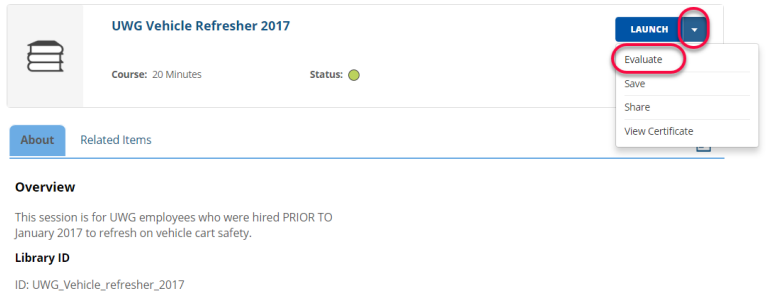 UWG Vehicle Refresher 2017
LAUNCH
Course: 20 Minutes
Status:
Evaluate
Save
Share
View Certificate
About
Related Items
Overview
This session is for UWG employees who were hired PRIOR TO
January 2017 to refresh on vehicle cart safety.
Library ID
ID: UWG_Vehicle_refresher_2017